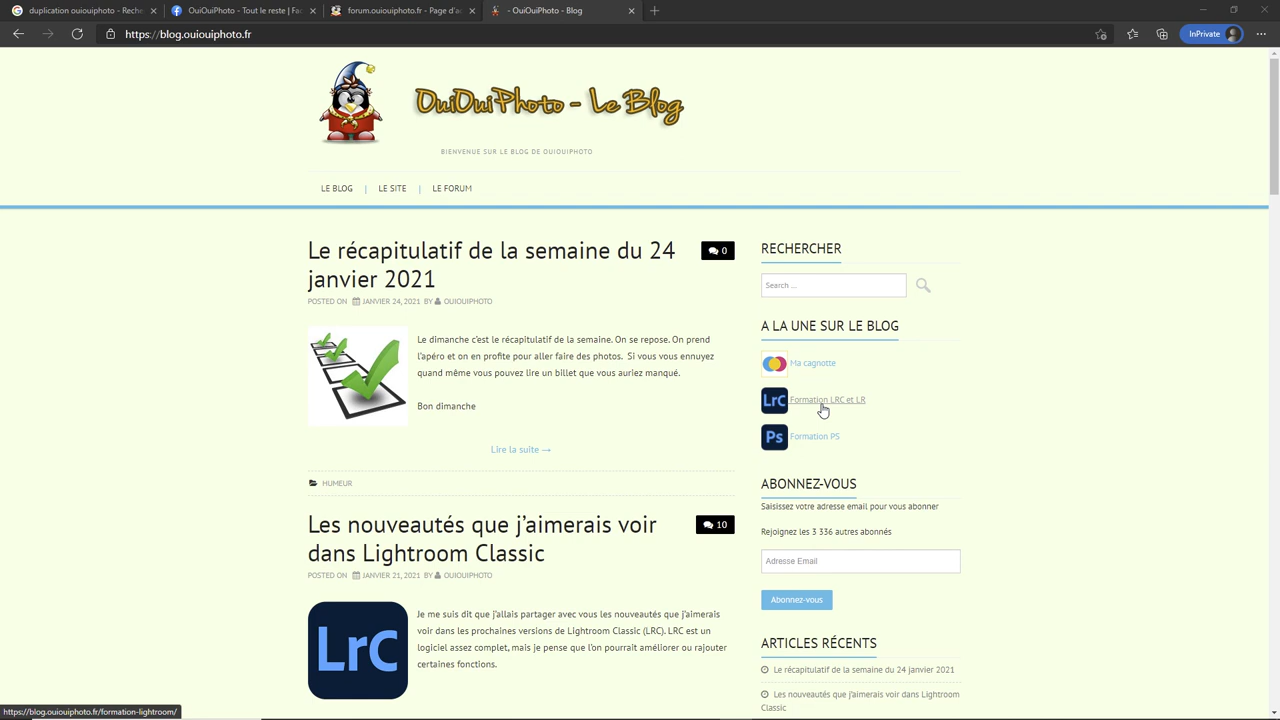 duplication ouiouiphoto - Reche
OuiOuiPhoto - Tout le reste | Fac
forum.ouiouiphoto.fr - Page d'ac
- OuiOuiPhoto - Blog
https://blog.ouiouiphoto.fr
InPrivate
OuiOuiPhoto - Le Blog
BIENVENUE SUR LE BLOG DE OUIOUIPHOTO
LE BLOG | LE SITE | LE FORUM
Le récapitulatif de la semaine du 24
janvier 2021
0
POSTED ON JANVIER 24, 2021 BY OUIOUIPHOTO
Le dimanche c'est le récapitulatif de la semaine. On se repose. On prend
l'apéro et on en profite pour aller faire des photos. Si vous vous ennuyez
quand même vous pouvez lire un billet que vous auriez manqué.
Bon dimanche
Lire la suite →
HUMEUR
Les nouveautés que j'aimerais voir
dans Lightroom Classic
10
POSTED ON JANVIER 21, 2021 BY OUIOUIPHOTO
LrC
Je me suis dit que j'allais partager avec vous les nouveautés que j'aimerais
voir dans les prochaines versions de Lightroom Classic (LRC). LRC est un
logiciel assez complet, mais je pense que l'on pourrait améliorer ou rajouter
certaines fonctions.
RECHERCHER
Search ...
A LA UNE SUR LE BLOG
Ma cagnotte
LrC Formation LRC et LR
Ps Formation PS
ABONNEZ-VOUS
Saisissez votre adresse email pour vous abonner
Rejoignez les 3 336 autres abonnés
Adresse Email
Abonnez-vous
ARTICLES RÉCENTS
Le récapitulatif de la semaine du 24 janvier 2021
Les nouveautés que j'aimerais voir dans Lightroom
Classic
https://blog.ouiouiphoto.fr/formation-lightroom/